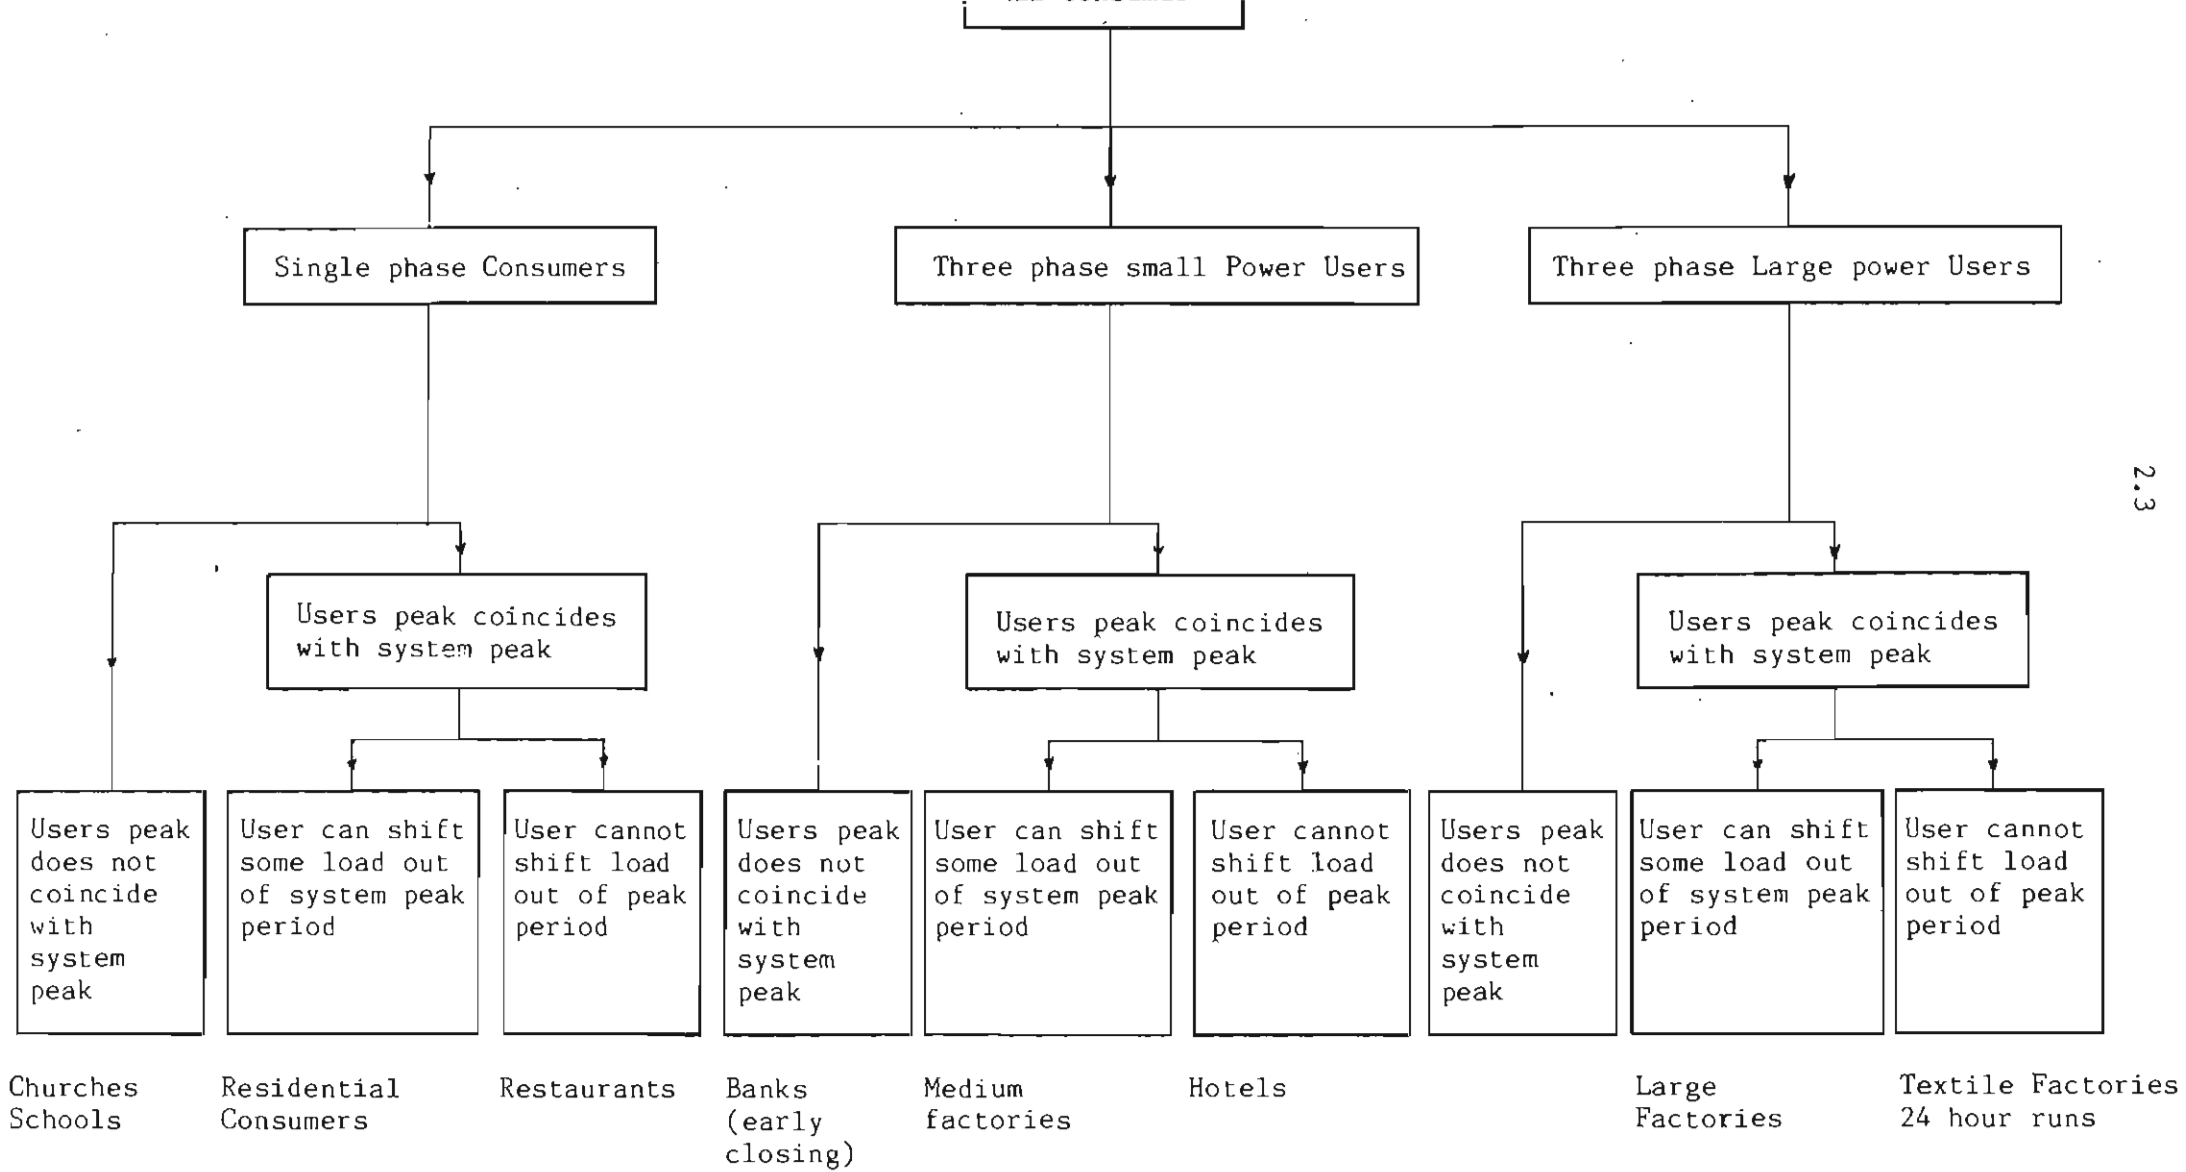 Single phase Consumers
Three phase small Power Users
Three phase Large power Users
2.3
Users peak coincides
with system peak
Users peak coincides
with system peak
Users peak coincides
with system peak
Users peak
does not
coincide
with
system
peak
User can shift
some load out
of system peak
period
User cannot
shift load
out of peak
period
Users peak
does not
coincide
with
system
peak
User can shift
some load out
of system peak
period
User cannot
shift load
out of peak
period
Users peak
does not
coincide
with
system
peak
User can shift
some load out
of system peak
period
User cannot
shift load
out of peak
period
Churches
Schools
Residential
Consumers
Restaurants
Banks
(early
closing)
Medium
factories
Hotels
Large
Factories
Textile Factories
24 hour runs